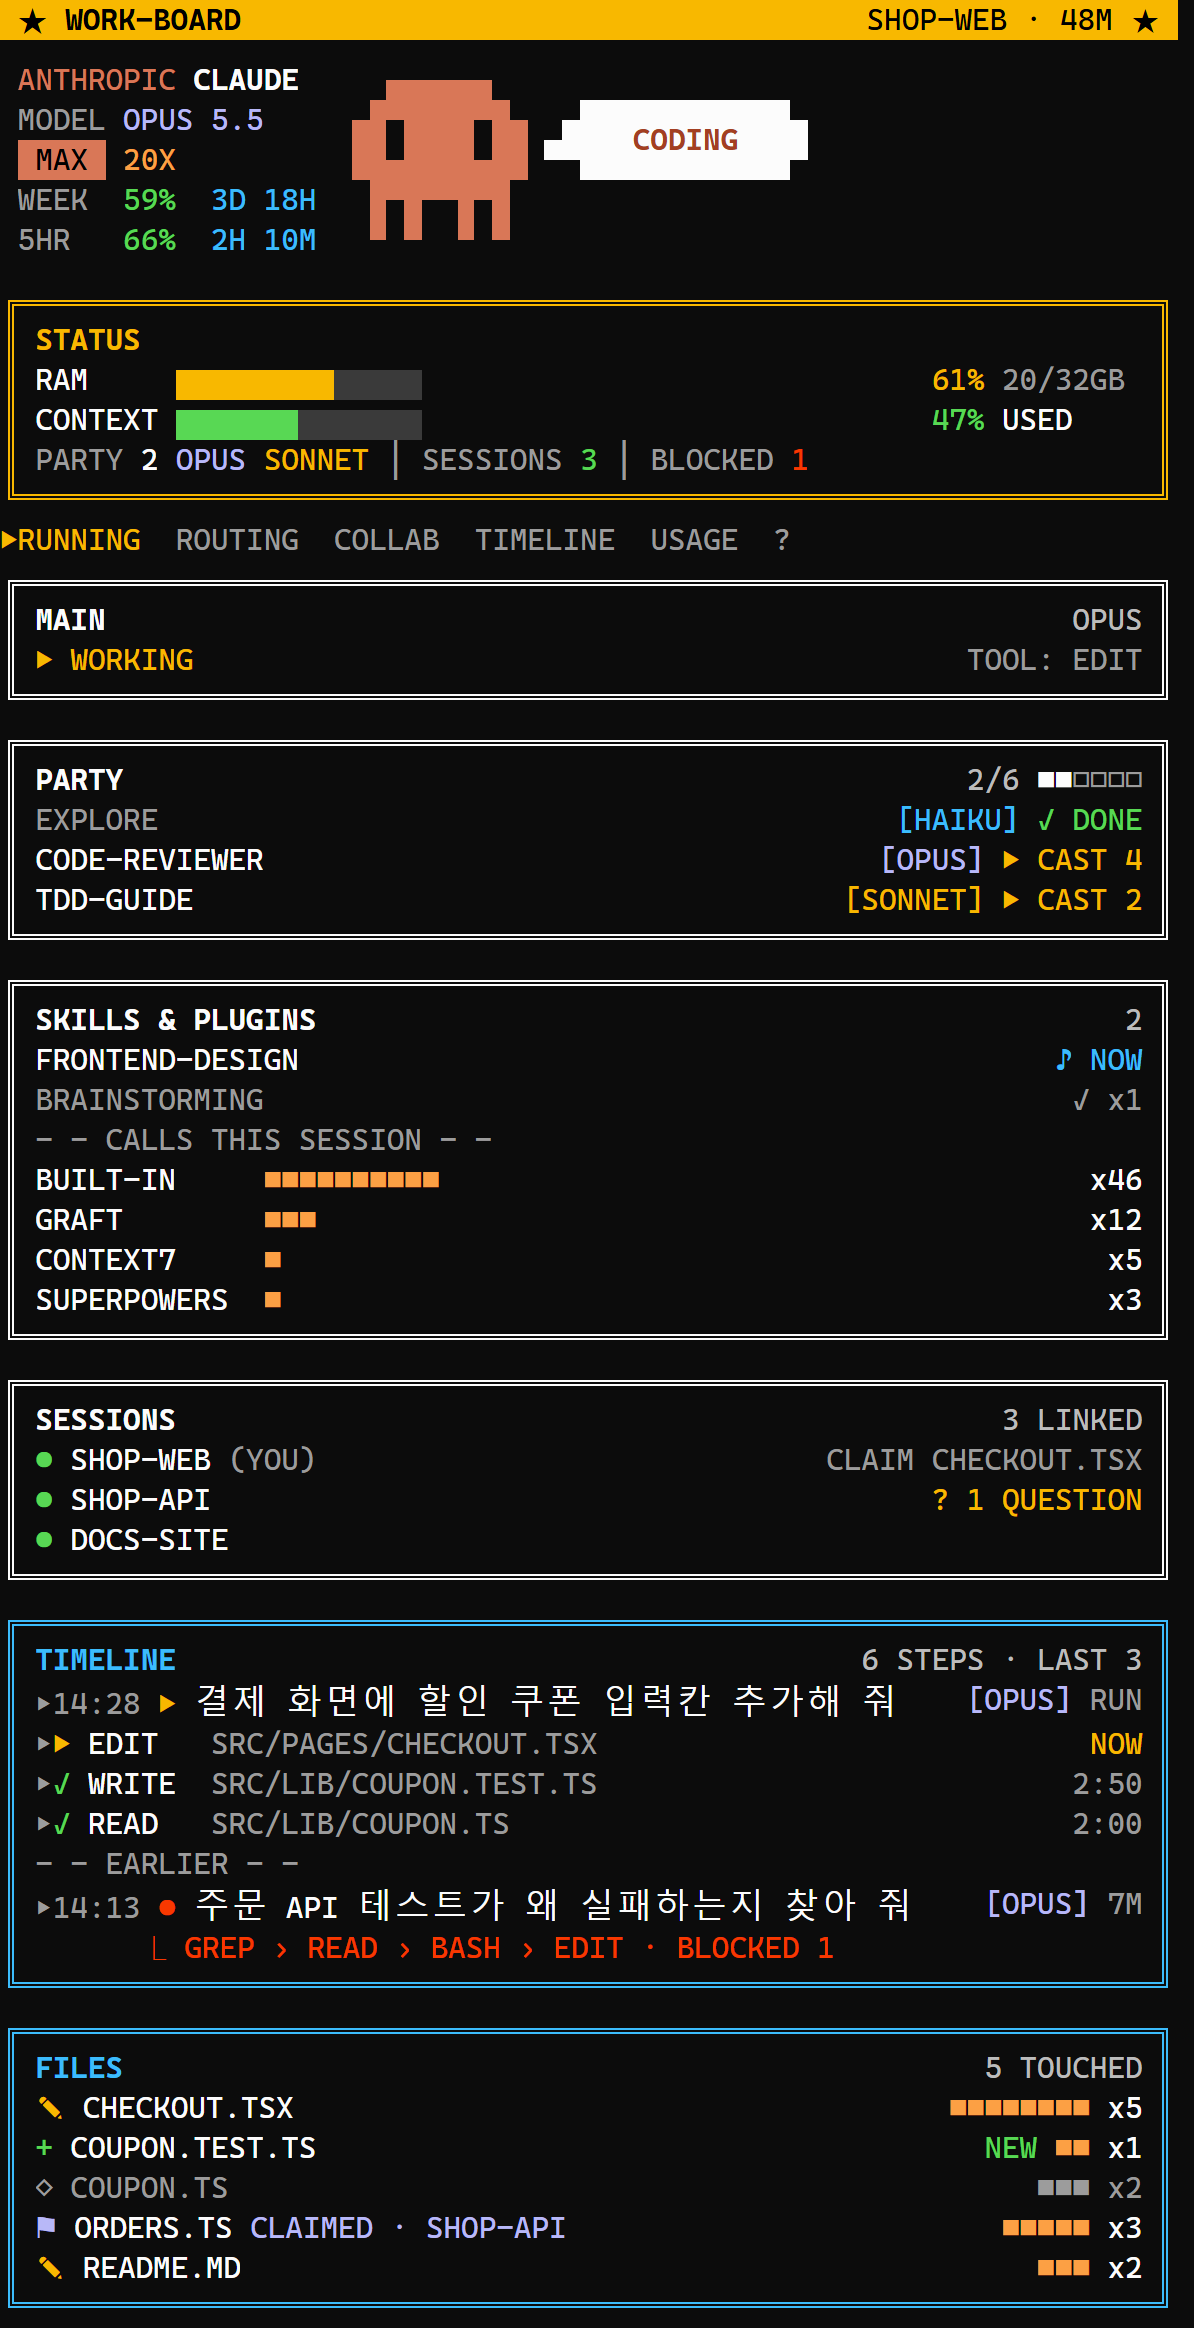 ★ WORK-BOARD SHOP-WEB · 48M ★
ANTHROPIC CLAUDE
MODEL OPUS 5.5
MAX 20X
WEEK 59% 3D 18H
5HR 66% 2H 10M
CODING
STATUS
RAM 61% 20/32GB
CONTEXT 47% USED
PARTY 2 OPUS SONNET │ SESSIONS 3 │ BLOCKED 1
▶RUNNING ROUTING COLLAB TIMELINE USAGE ?
MAIN OPUS
▶ WORKING TOOL: EDIT
PARTY 2/6 ■■□□□□
EXPLORE [HAIKU] √ DONE
CODE-REVIEWER [OPUS] ▶ CAST 4
TDD-GUIDE [SONNET] ▶ CAST 2
SKILLS & PLUGINS 2
FRONTEND-DESIGN ♪ NOW
BRAINSTORMING √ x1
- - CALLS THIS SESSION - -
BUILT-IN ■■■■■■■■■■ x46
GRAFT ■■■ x12
CONTEXT7 ■ x5
SUPERPOWERS ■ x3
SESSIONS 3 LINKED
● SHOP-WEB (YOU) CLAIM CHECKOUT.TSX
● SHOP-API ? 1 QUESTION
● DOCS-SITE
TIMELINE 6 STEPS · LAST 3
▸14:28 ▶ 결제 화면에 할인 쿠폰 입력칸 추가해 줘 [OPUS] RUN
▸▶ EDIT SRC/PAGES/CHECKOUT.TSX NOW
▸√ WRITE SRC/LIB/COUPON.TEST.TS 2:50
▸√ READ SRC/LIB/COUPON.TS 2:00
- - EARLIER - -
▸14:13 ● 주문 API 테스트가 왜 실패하는지 찾아 줘 [OPUS] 7M
└ GREP › READ › BASH › EDIT · BLOCKED 1
FILES 5 TOUCHED
✏ CHECKOUT.TSX ■■■■■■■■ x5
+ COUPON.TEST.TS NEW ■■ x1
◇ COUPON.TS ■■■ x2
⚑ ORDERS.TS CLAIMED · SHOP-API ■■■■■ x3
✏ README.MD ■■■ x2